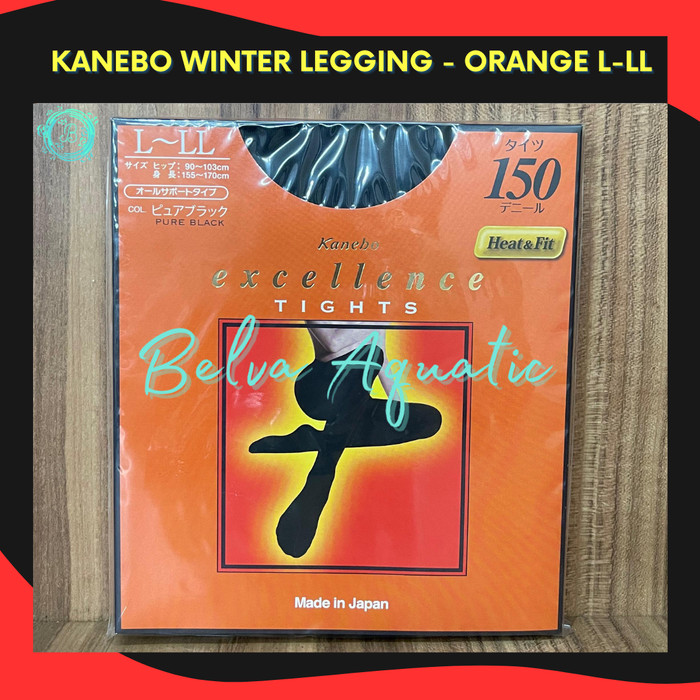 KANEBO WINTER LEGGING - ORANGE L-LL
L～LL
サイズ ヒップ： 90～103cm
身 長：155～170cm
オールサポートタイプ
COL. ピュアブラック
PURE BLACK
タイツ
150
デニール
Heat&Fit
Kanebo
excellence
TIGHTS
Belva Aquatic
Made in Japan